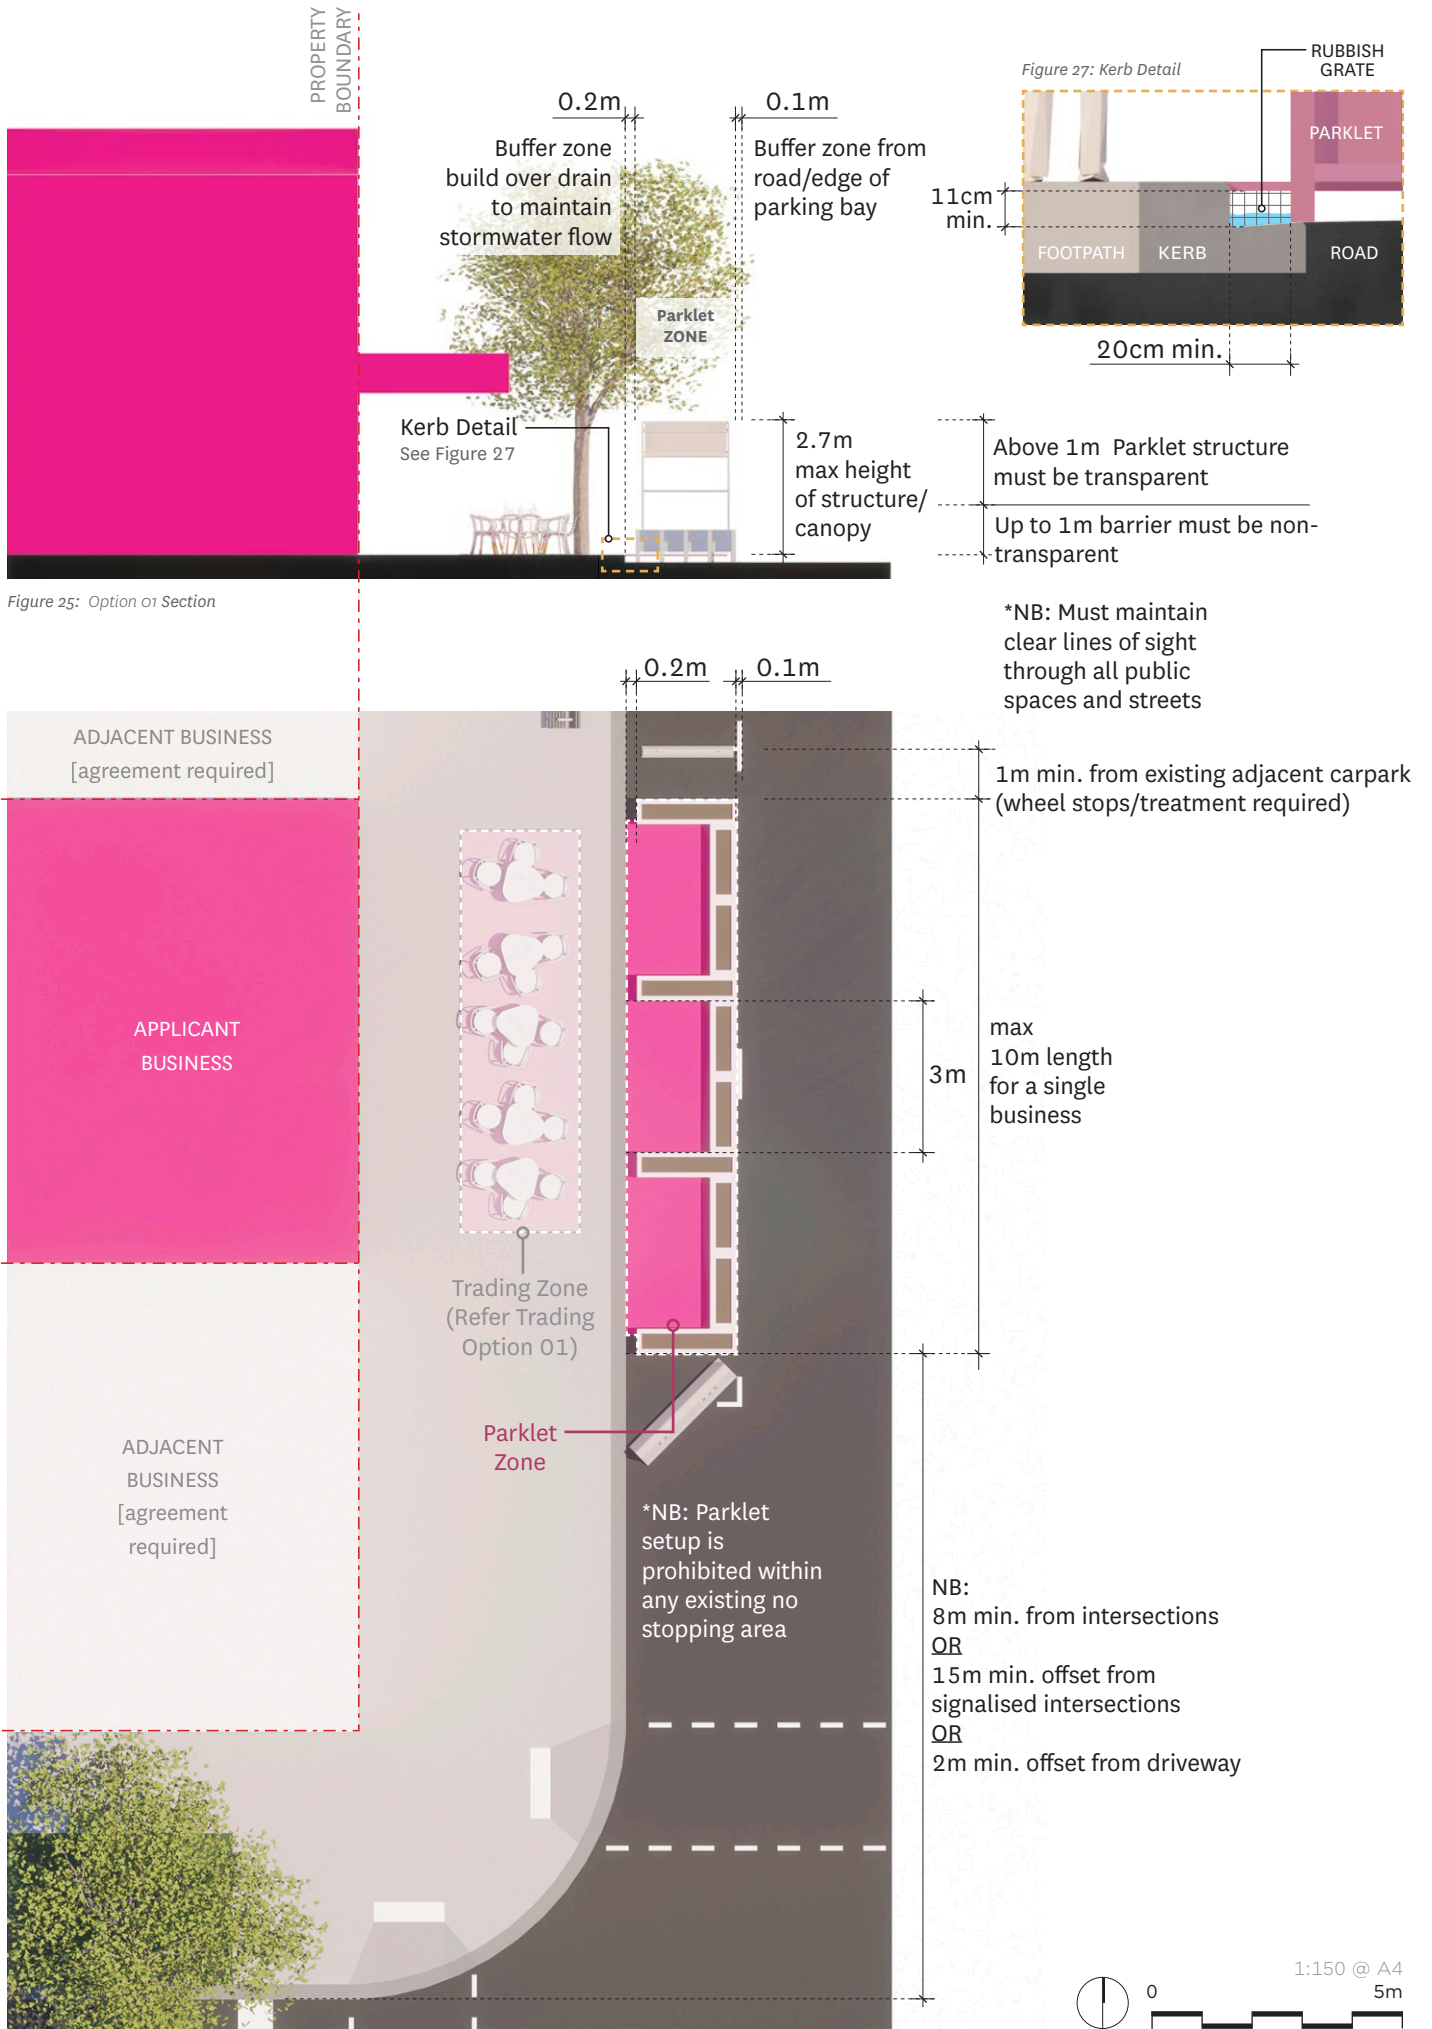 PROPERTY
BOUNDARY
0.2m
0.1m
Buffer zone
build over drain
to maintain
stormwater flow
Buffer zone from
road/edge of
parking bay
Parklet
ZONE
Kerb Detail
See Figure 27
2.7m
max height
of structure/
canopy
Figure 27: Kerb Detail
RUBBISH
GRATE
PARKLET
11cm
min.
FOOTPATH
KERB
ROAD
20cm min.
Above 1m Parklet structure
must be transparent
Up to 1m barrier must be non-
transparent
Figure 25: Option 01 Section
*NB: Must maintain
clear lines of sight
through all public
spaces and streets
0.2m
0.1m
ADJACENT BUSINESS
[agreement required]
1m min. from existing adjacent carpark
(wheel stops/treatment required)
APPLICANT
BUSINESS
3m
max
10m length
for a single
business
Trading Zone
(Refer Trading
Option 01)
Parklet
Zone
ADJACENT
BUSINESS
[agreement
required]
*NB: Parklet
setup is
prohibited within
any existing no
stopping area
NB:
8m min. from intersections
OR
15m min. offset from
signalised intersections
OR
2m min. offset from driveway
1:150 @ A4
0
5m